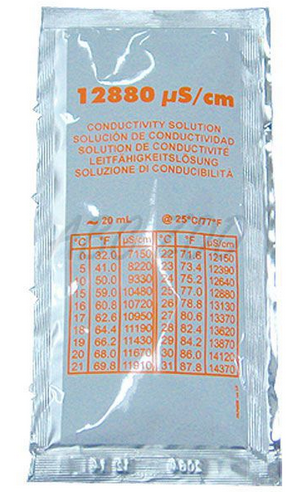 12880 µS/cm
CONDUCTIVITY SOLUTION
SOLUCIÓN DE CONDUCTIVIDAD
SOLUTION DE CONDUCTIVITÉ
LEITFÄHIGKEITSLÖSUNG
SOLUZIONE DI CONDUCIBILITÀ
~ 20 mL @ 25°C/77°F
°C °F µS/cm °C °F µS/cm
0 32.0 7150 22 71.6 12150
5 41.0 8220 23 73.4 12390
10 50.0 9330 24 75.2 12640
15 59.0 10480 25 77.0 12880
16 60.8 10720 26 78.8 13130
17 62.6 10950 27 80.6 13370
18 64.4 11190 28 82.4 13620
19 66.2 11430 29 84.2 13870
20 68.0 11670 30 86.0 14120
21 69.8 11910 31 87.8 14370